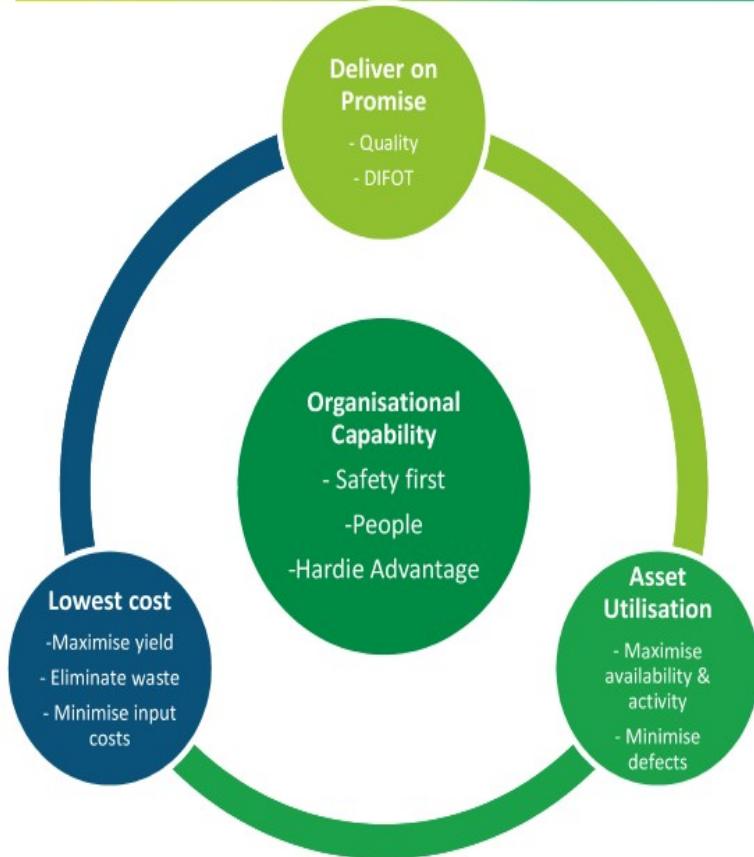 Deliver on
Promise
- Quality
- DIFOT
Organisational
Capability
- Safety first
-People
-Hardie Advantage
Lowest cost
-Maximise yield
- Eliminate waste
- Minimise input
costs
Asset
Utilisation
- Maximise
availability &
activity
- Minimise
defects